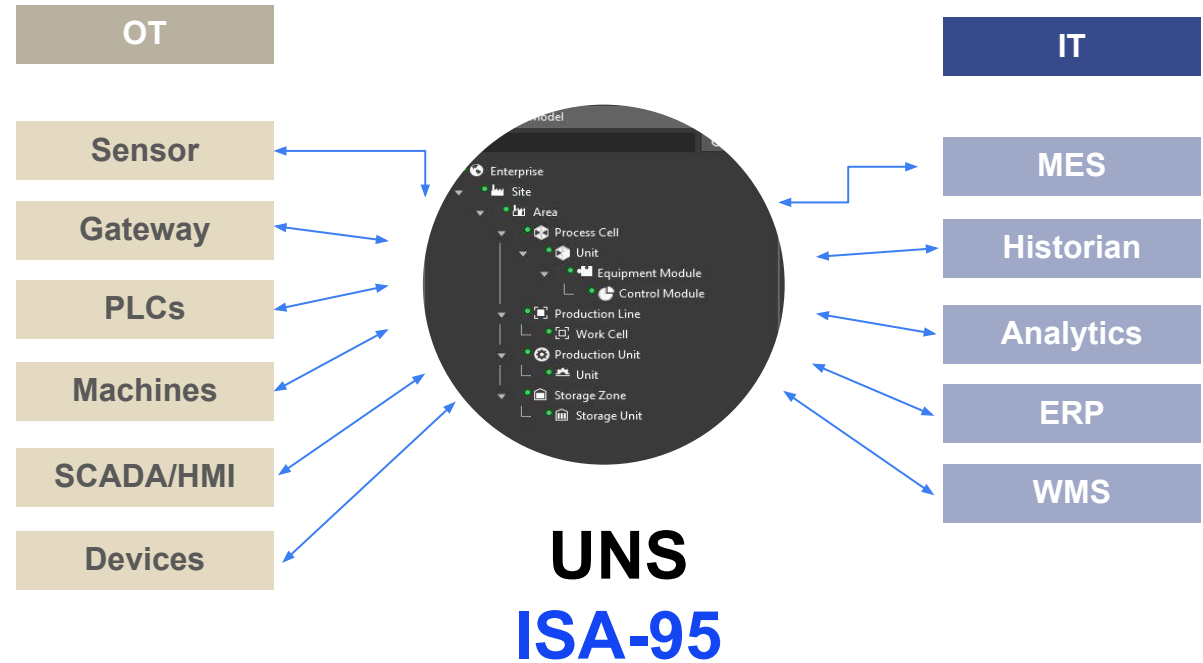 OT
IT
Sensor
Gateway
PLCs
Machines
SCADA/HMI
Devices
Enterprise
Site
Area
Process Cell
Unit
Equipment Module
Control Module
Production Line
Work Cell
Production Unit
Unit
Storage Zone
Storage Unit
MES
Historian
Analytics
ERP
WMS
UNS
ISA-95